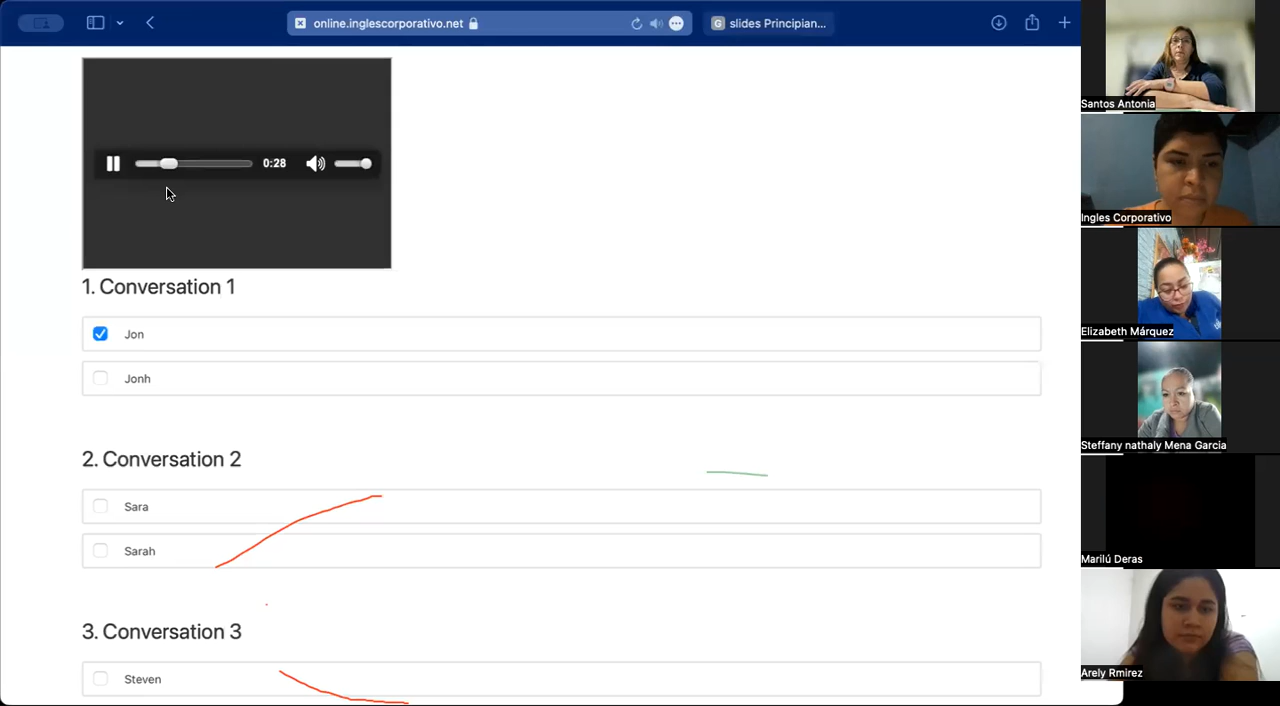 online.inglescorporativo.net
G slides Principian...
0:28
1. Conversation 1
Jon
Jonh
2. Conversation 2
Sara
Sarah
3. Conversation 3
Steven
Santos Antonia
Ingles Corporativo
Elizabeth Márquez
Steffany nathaly Mena Garcia
Marilú Deras
Arely Rmirez